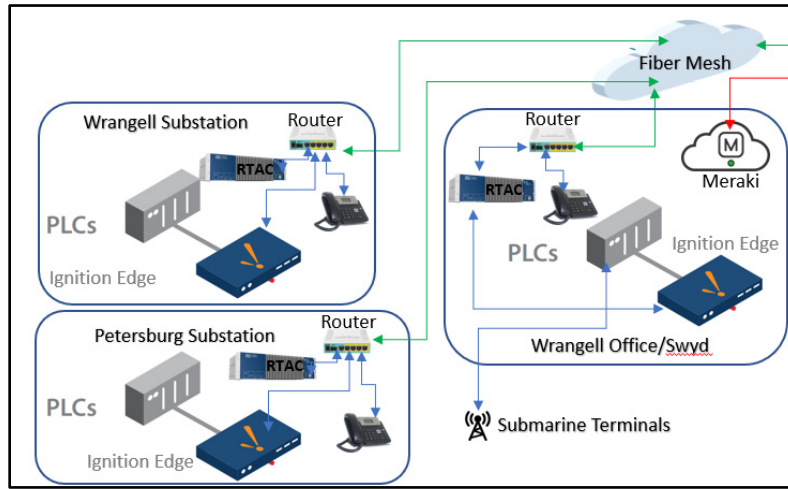 Fiber Mesh
Wrangell Substation
Router
RTAC
PLCs
Ignition Edge
Router
RTAC
M
Meraki
PLCs
Ignition Edge
Wrangell Office/Swyd
Petersburg Substation
Router
RTAC
PLCs
Ignition Edge
Submarine Terminals